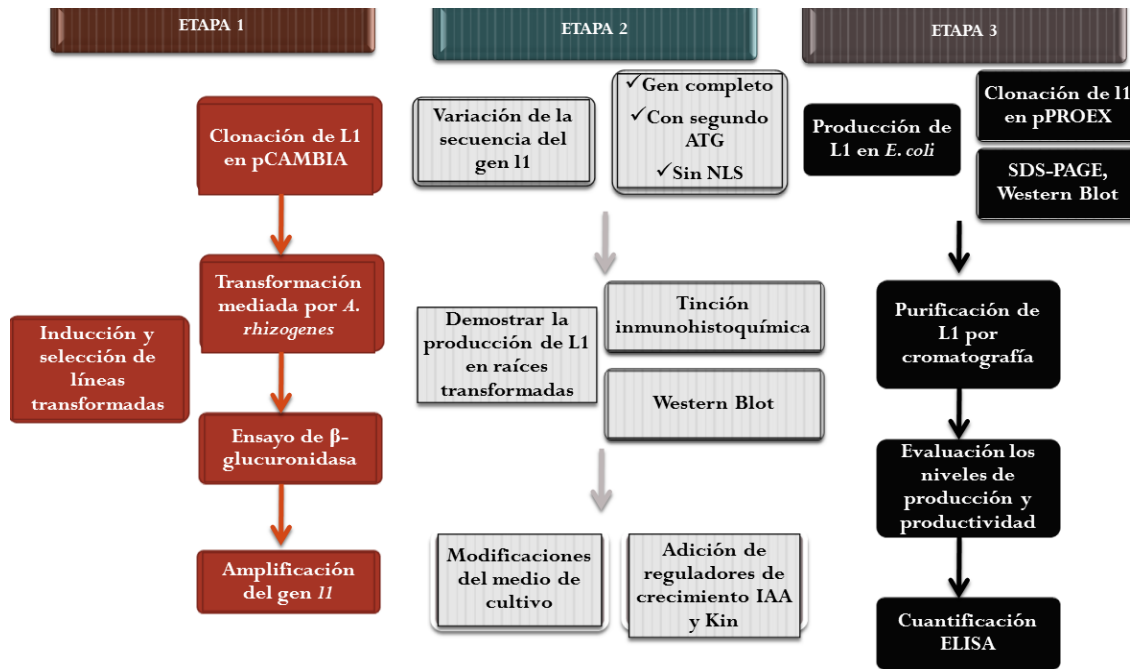 ETAPA 1
Clonación de L1
en pCAMBIA
Transformación
mediada por A.
rhizogenes
Inducción y
selección de
líneas
transformadas
Ensayo de β-
glucuronidasa
Amplificación
del gen l1
ETAPA 2
Variación de la
secuencia del
gen l1
✓Gen completo
✓Con segundo
ATG
✓Sin NLS
Demostrar la
producción de L1
en raíces
transformadas
Tinción
inmunohistoquímica
Western Blot
Modificaciones
del medio de
cultivo
Adición de
reguladores de
crecimiento IAA
y Kin
ETAPA 3
Producción de
L1 en E. coli
Clonación de l1
en pPROEX
SDS-PAGE,
Western Blot
Purificación de
L1 por
cromatografía
Evaluación los
niveles de
producción y
productividad
Cuantificación
ELISA